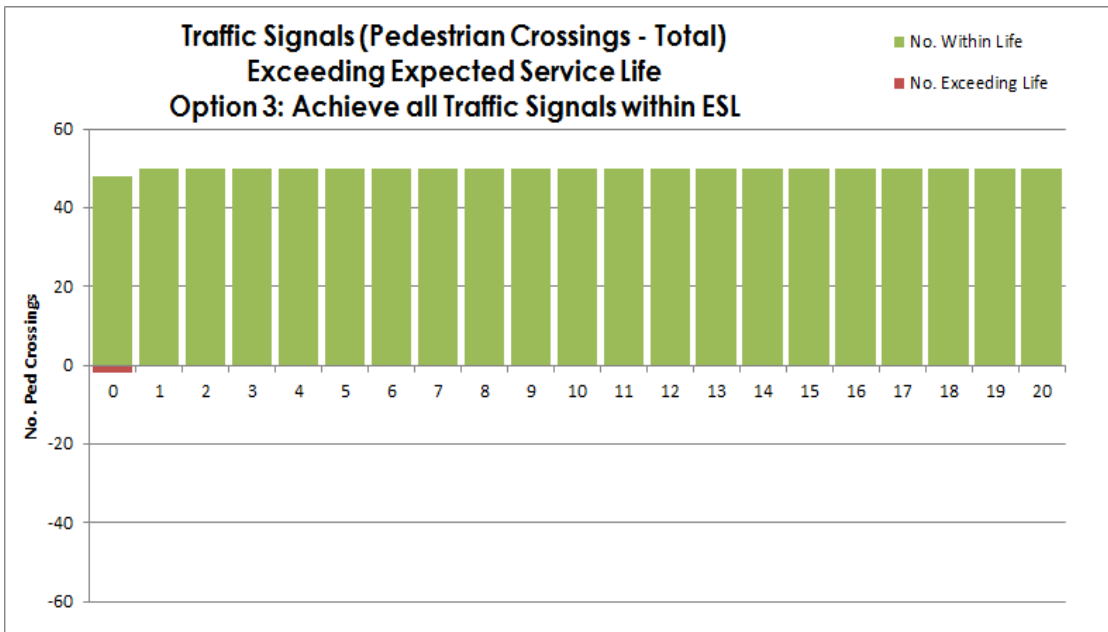 Traffic Signals (Pedestrian Crossings - Total)
Exceeding Expected Service Life
Option 3: Achieve all Traffic Signals within ESL
No. Within Life
No. Exceeding Life
No. Ped Crossings
60
40
20
0
-20
-40
-60
0 1 2 3 4 5 6 7 8 9 10 11 12 13 14 15 16 17 18 19 20